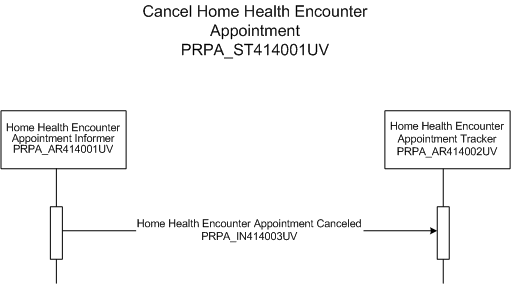 Cancel Home Health Encounter
Appointment
PRPA_ST414001UV
Home Health Encounter
Appointment Informer
PRPA_AR414001UV
Home Health Encounter
Appointment Tracker
PRPA_AR414002UV
Home Health Encounter Appointment Canceled
PRPA_IN414003UV